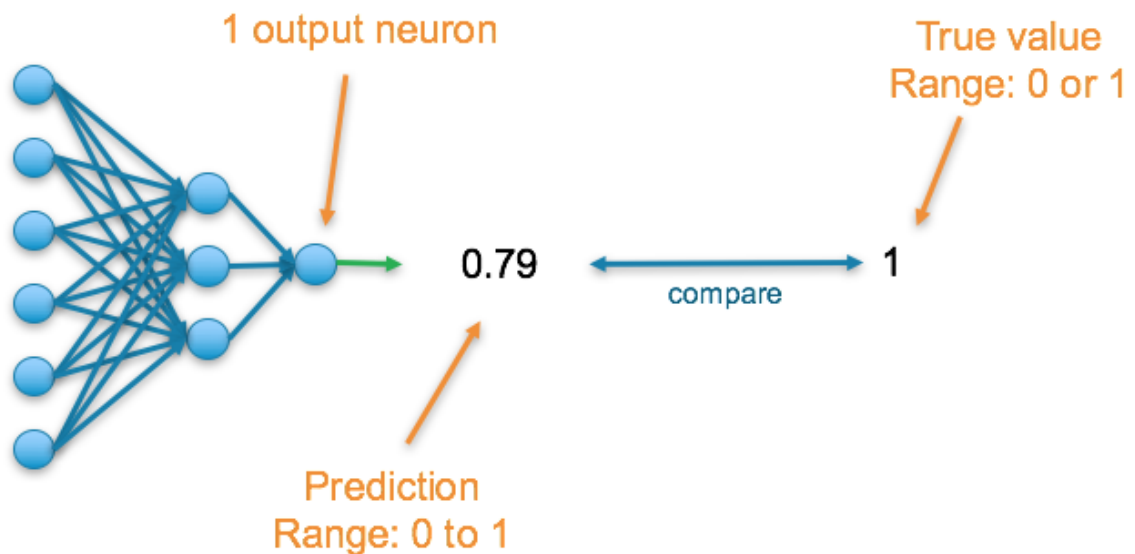 1 output neuron
True value
Range: 0 or 1
0.79
compare
1
Prediction
Range: 0 to 1